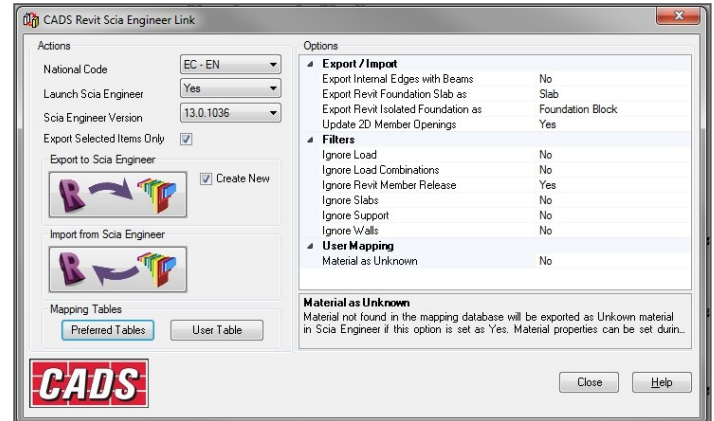 CADS Revit Scia Engineer Link
Actions
National Code EC - EN
Launch Scia Engineer Yes
Scia Engineer Version 13.0.1036
Export Selected Items Only
Export to Scia Engineer
R
Create New
Import from Scia Engineer
R
Mapping Tables
Preferred Tables User Table
CADS
Options
Export / Import
Export Internal Edges with Beams No
Export Revit Foundation Slab as Slab
Export Revit Isolated Foundation as Foundation Block
Update 2D Member Openings Yes
Filters
Ignore Load No
Ignore Load Combinations No
Ignore Revit Member Release Yes
Ignore Slabs No
Ignore Support No
Ignore Walls No
User Mapping
Material as Unknown No
Material as Unknown
Material not found in the mapping database will be exported as Unkown material
in Scia Engineer if this option is set as Yes. Material properties can be set durin...
Close Help